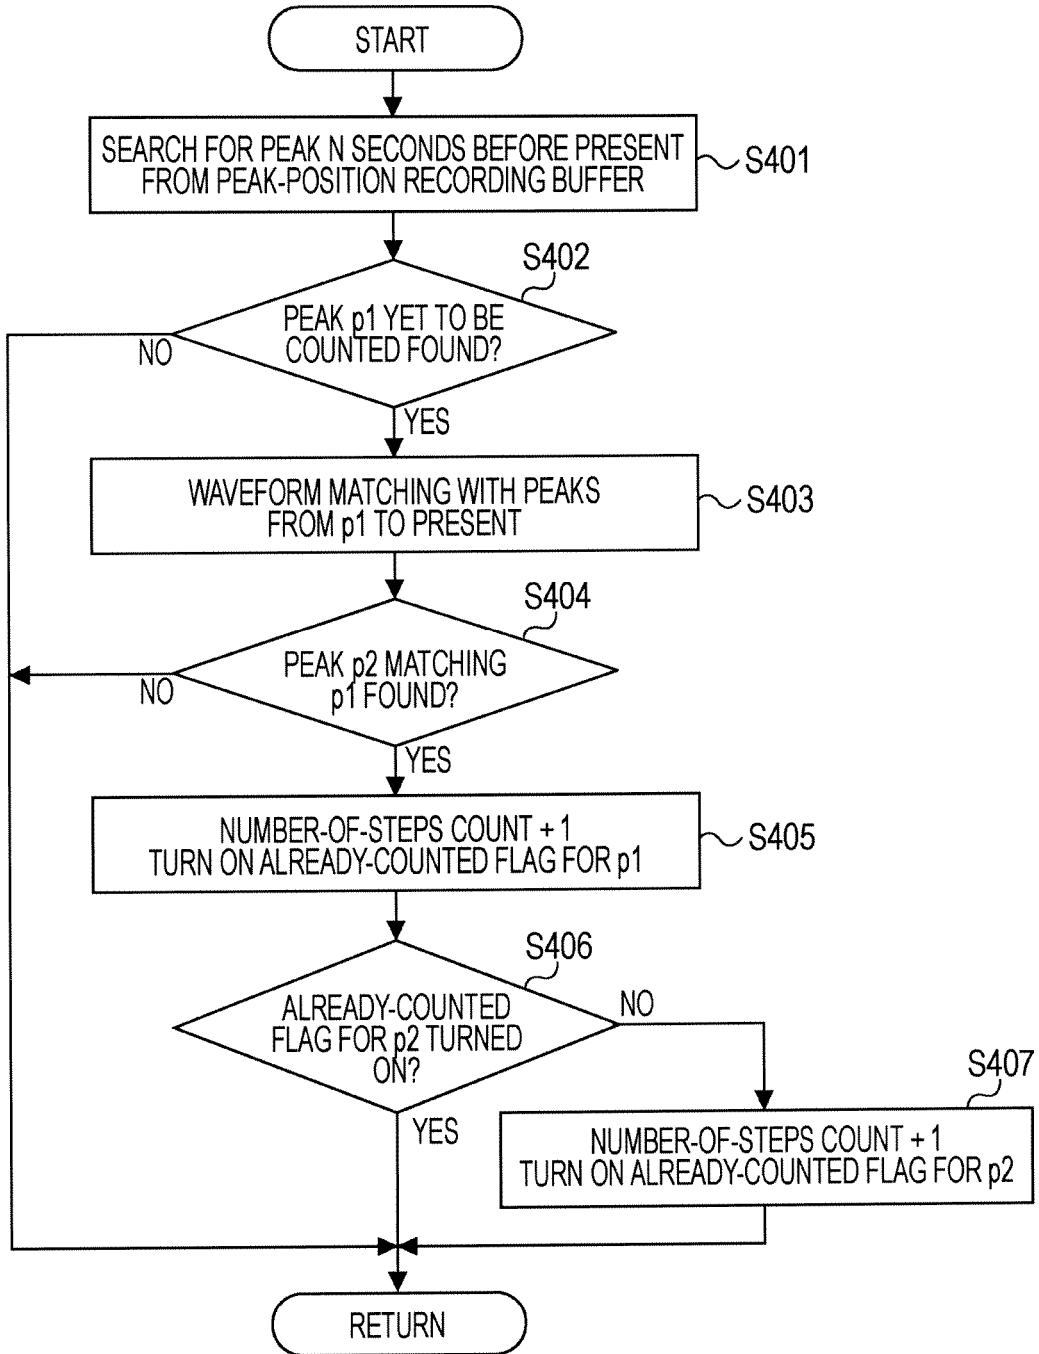 START
SEARCH FOR PEAK N SECONDS BEFORE PRESENT
FROM PEAK-POSITION RECORDING BUFFER
S401
S402
PEAK p1 YET TO BE
COUNTED FOUND?
NO
YES
WAVEFORM MATCHING WITH PEAKS
FROM p1 TO PRESENT
S403
S404
PEAK p2 MATCHING
p1 FOUND?
NO
YES
NUMBER-OF-STEPS COUNT + 1
TURN ON ALREADY-COUNTED FLAG FOR p1
S405
S406
ALREADY-COUNTED
FLAG FOR p2 TURNED
ON?
NO
YES
S407
NUMBER-OF-STEPS COUNT + 1
TURN ON ALREADY-COUNTED FLAG FOR p2
RETURN